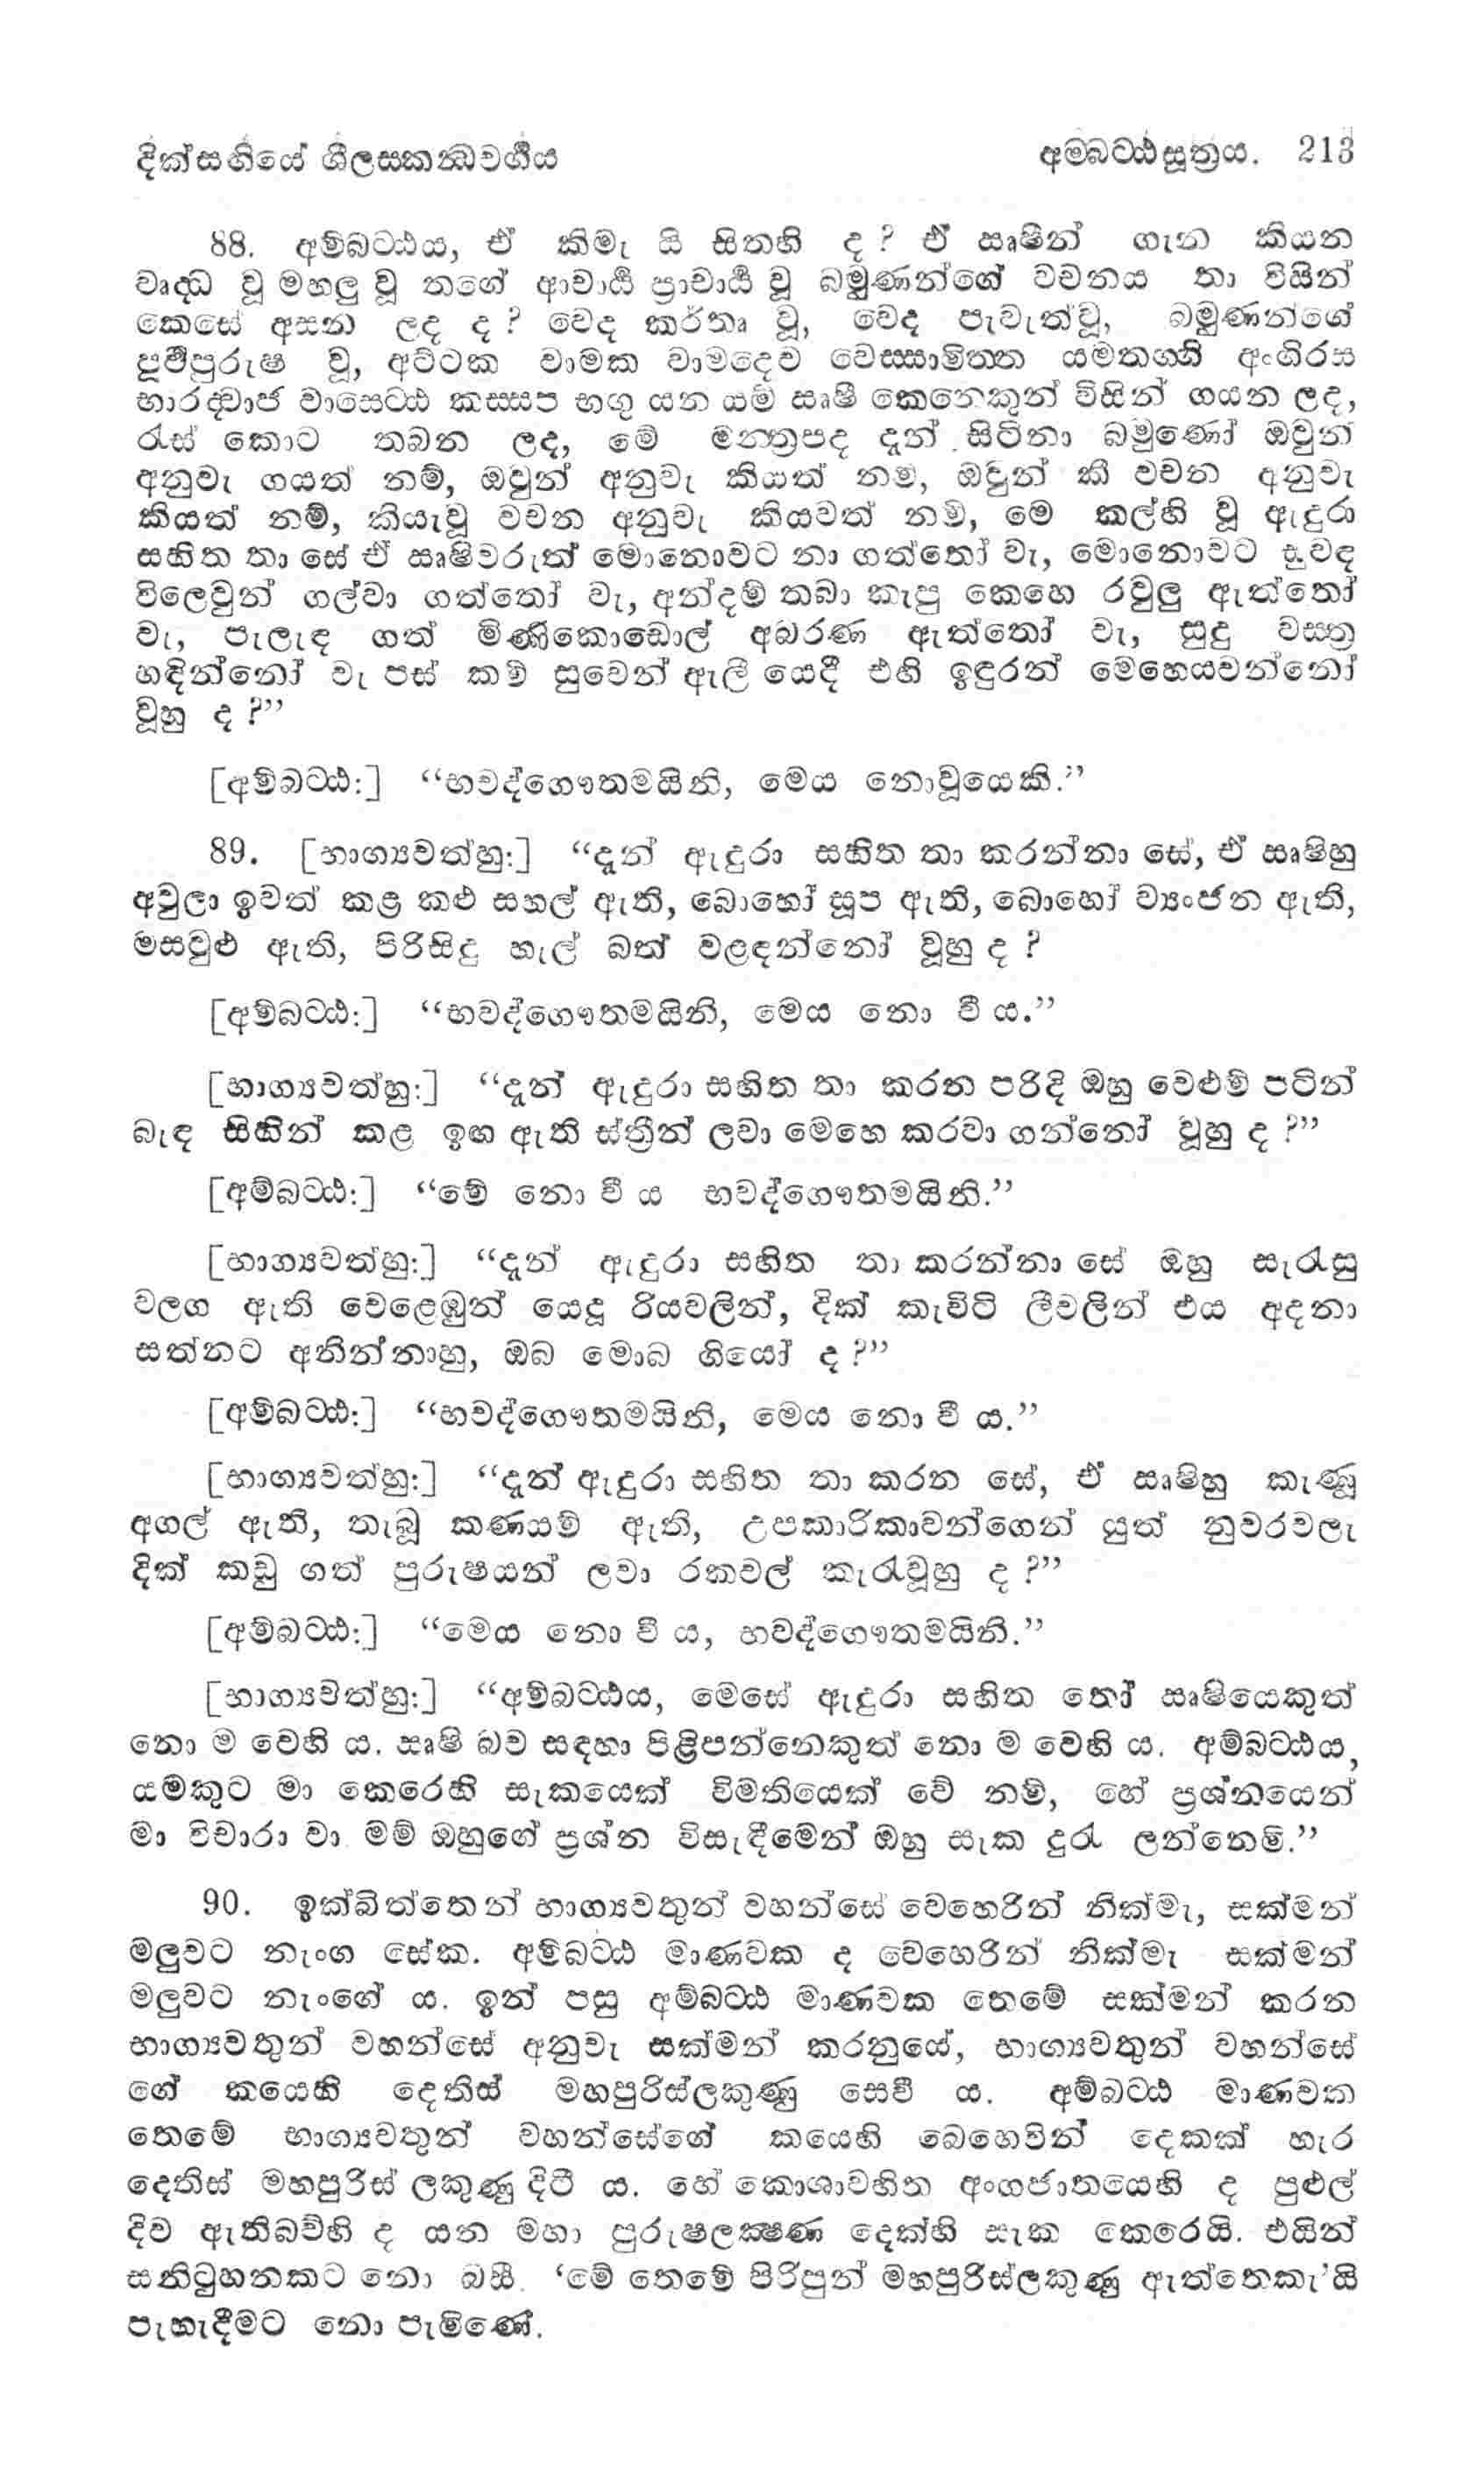 දික්සඟියේ ශීලස්කන්ධවර්ගය අම්බට්ඨසූත්‍රය. 213
88. අම්බට්ඨය, ඒ කිමැ යි සිතහි ද? ඒ ඍෂීන් ගැන කියන
වෘද්ධ වූ මහලු වූ තගේ ආචාර්ය ප්‍රාචාර්ය වූ බමුණන්ගේ වචනය තා විසින්
කෙසේ අසන ලද ද? වෙද කර්තෘ වූ, වෙද පැවැත්වූ, බමුණන්ගේ
පූර්වපුරුෂ වූ, අට්ටක වාමක වාමදෙව වෙස්සාමිත්ත යමතග්ගි අංගිරස
භාරද්වාජ වාසෙට්ඨ කස්සප භගු යන යම් ඍෂී කෙනෙකුන් විසින් ගයන ලද,
රැස් කොට තබන ලද, මේ මන්ත්‍රපද දැන් සිටිනා බමුණෝ ඔවුන්
අනුවැ ගයත් නම්, ඔවුන් අනුවැ කියත් නම්, ඔවුන් කී වචන අනුවැ
කියත් නම්, කියැවූ වචන අනුවැ කියවත් නම්, මෙ කල්හි වූ ඇදුරා
සහිත තා සේ ඒ ඍෂිවරුත් මොනොවට නා ගත්තෝ වැ, මොනොවට සුවඳ
විලෙවුන් ගල්වා ගත්තෝ වැ, අන්දම් තබා කැපු කෙහෙ රවුලු ඇත්තෝ
වැ, පැලැඳ ගත් මිණිකොඩොල් අබරණ ඇත්තෝ වැ, සුදු වස්ත්‍ර
හඳින්නෝ වැ පස් කම් සුවෙන් ඇලී යෙදී එහි ඉඳුරන් මෙහෙයවන්නෝ
වූහු ද?”
[අම්බට්ඨ:] “භවද්ගෞතමයිනි, මෙය නොවූයෙකි.”
89. [භාග්‍යවත්හු:] “දැන් ඇදුරා සහිත තා කරන්නා සේ, ඒ ඍෂිහු
අවුලා ඉවත් කළ කළු සහල් ඇති, බොහෝ සූප ඇති, බොහෝ ව්‍යංජන ඇති,
මසවුළු ඇති, පිරිසිදු හැල් බත් වළඳන්නෝ වූහු ද?
[අම්බට්ඨ:] “භවද්ගෞතමයිනි, මෙය නො වී ය.”
[භාග්‍යවත්හු:] “දැන් ඇදුරා සහිත තා කරන පරිදි ඔහු වෙළුම් පටින්
බැඳ සිහින් කළ ඉඟ ඇති ස්ත්‍රීන් ලවා මෙහෙ කරවා ගන්නෝ වූහු ද?”
[අම්බට්ඨ:] “මේ නො වී ය භවද්ගෞතමයිනි.”
[භාග්‍යවත්හු:] “දැන් ඇදුරා සහිත තා කරන්නා සේ ඔහු සැරැසු
වලග ඇති වෙළෙඹුන් යෙදූ රියවලින්, දික් කැවිටි ලීවලින් එය අදනා
සත්නට අනින්නාහු, ඔබ මොබ ගියෝ ද?”
[අම්බට්ඨ:] “භවද්ගෞතමයිනි, මෙය නො වී ය.”
[භාග්‍යවත්හු:] “දැන් ඇදුරා සහිත තා කරන සේ, ඒ ඍෂිහු කැණූ
අගල් ඇති, තැබූ කණයම් ඇති, උපකාරිකාවන්ගෙන් යුත් නුවරවලැ
දික් කඩු ගත් පුරුෂයන් ලවා රකවල් කැරැවූහු ද?”
[අම්බට්ඨ:] “මෙය නො වී ය, භවද්ගෞතමයිනි.”
[භාග්‍යවත්හු:] “අම්බට්ඨය, මෙසේ ඇදුරා සහිත තෝ ඍෂියෙකුත්
නො ම වෙහි ය. ඍෂි බව සඳහා පිළිපන්නෙකුත් නො ම වෙහි ය. අම්බට්ඨය,
යමකුට මා කෙරෙහි සැකයෙක් විමතියෙක් වේ නම්, හේ ප්‍රශ්නයෙන්
මා විචාරා වා. මම් ඔහුගේ ප්‍රශ්න විසැඳීමෙන් ඔහු සැක දුරැ ලන්නෙම්.”
90. ඉක්බිත්තෙන් භාග්‍යවතුන් වහන්සේ වෙහෙරින් නික්මැ, සක්මන්
මලුවට නැංග සේක. අම්බට්ඨ මාණවක ද වෙහෙරින් නික්මැ සක්මන්
මලුවට නැංගේ ය. ඉන් පසු අම්බට්ඨ මාණවක තෙමේ සක්මන් කරන
භාග්‍යවතුන් වහන්සේ අනුවැ සක්මන් කරනුයේ, භාග්‍යවතුන් වහන්සේ
ගේ කයෙහි දෙතිස් මහපුරිස්ලකුණු සෙවී ය. අම්බට්ඨ මාණවක
තෙමේ භාග්‍යවතුන් වහන්සේගේ කයෙහි බෙහෙවින් දෙකක් හැර
දෙතිස් මහපුරිස් ලකුණු දිටී ය. හේ කොශාවහිත අංගජාතයෙහි ද පුළුල්
දිව ඇතිබව්හි ද යන මහා පුරුෂලක්ෂණ දෙක්හි සැක කෙරෙයි. එයින්
සනිටුහනකට නො බසී. ‘මේ තෙමේ පිරිපුන් මහපුරිස්ලකුණු ඇත්තෙකැ’යි
පැහැදීමට නො පැමිණේ.